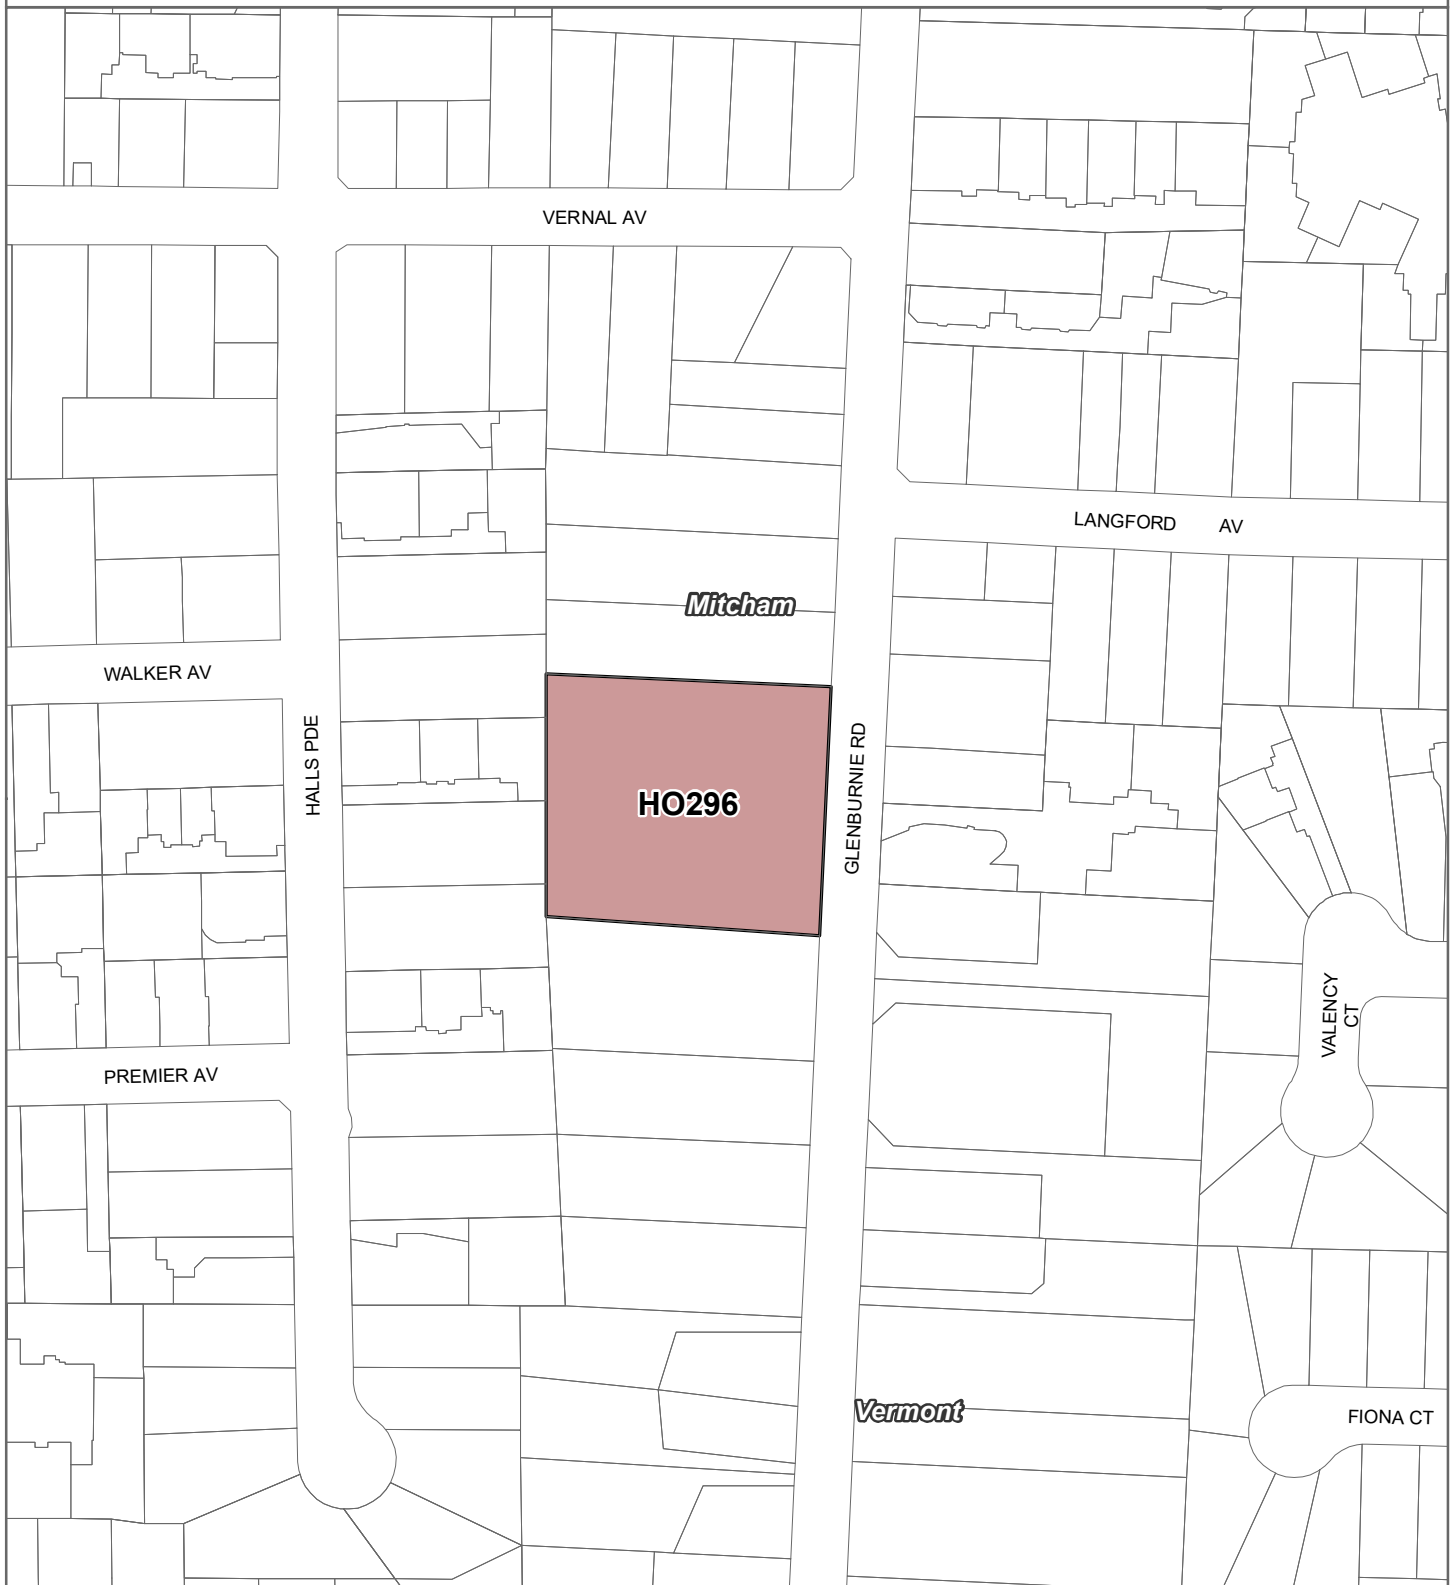 VERNAL AV
LANGFORD AV
Mitcham
WALKER AV
HALLS PDE
GLENBURNIE RD
HO296
VALENCY
CT
PREMIER AV
Vermont
FIONA CT